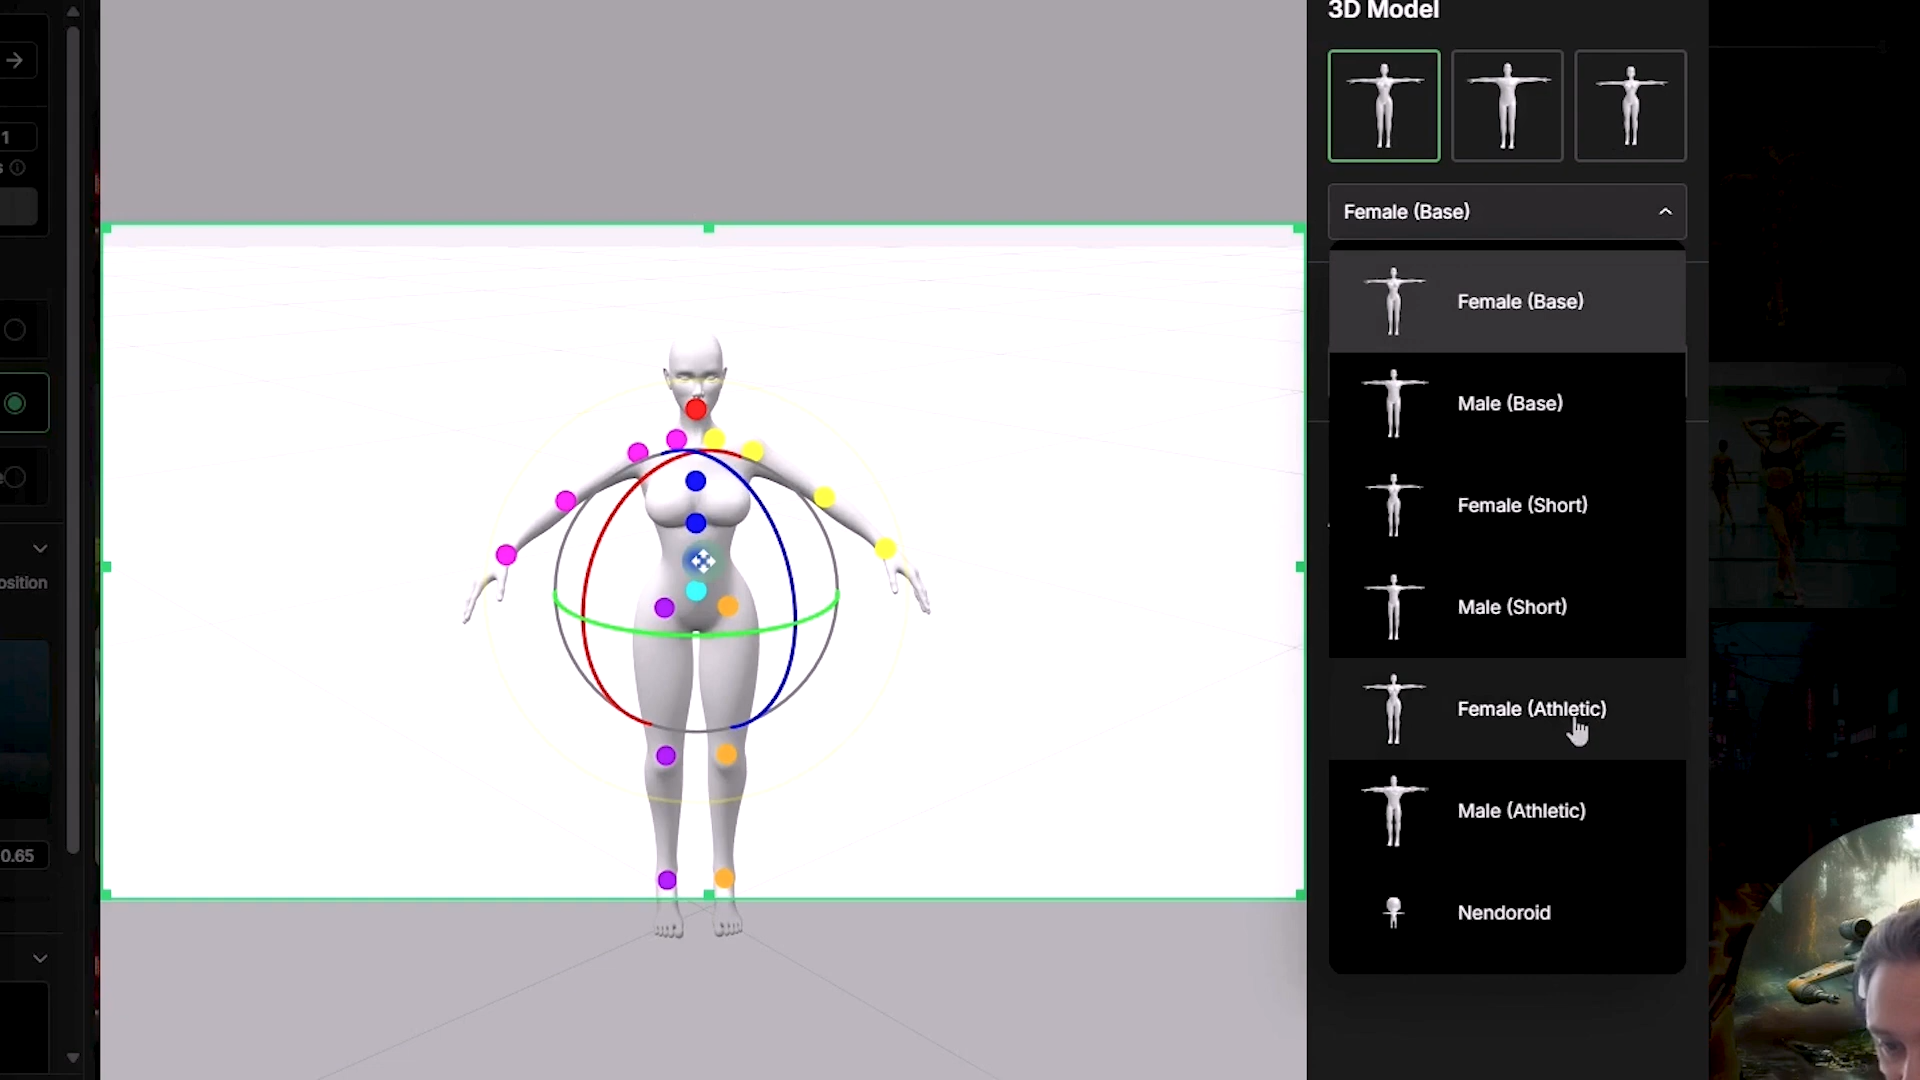 3D Model
1
s
Female (Base)
Female (Base)
Male (Base)
Female (Short)
Male (Short)
Female (Athletic)
Male (Athletic)
Nendoroid
osition
0.65